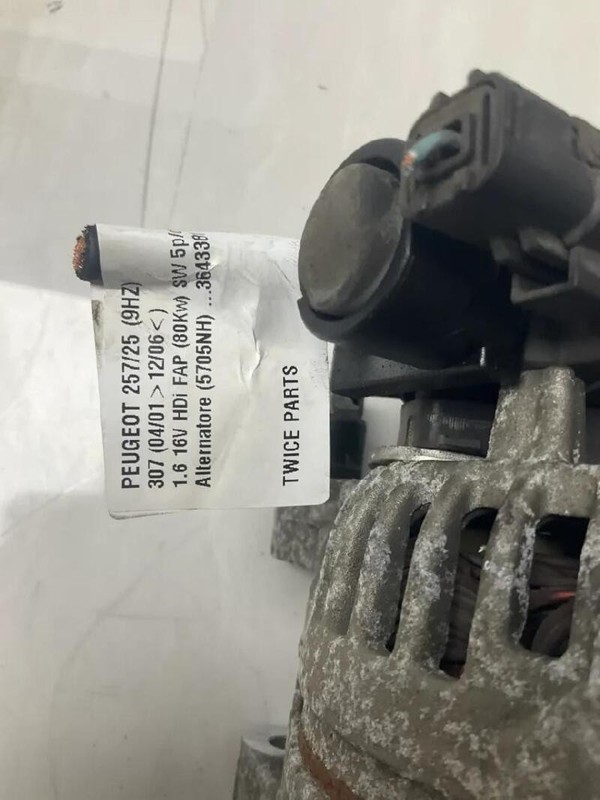 PEUGEOT 257/25 (9HZ)
307 (04/01 > 12/06< )
1.6 16V HDi FAP (80Kw) SW 5p/
Alternatore (5705NH) ...364338
TWICE PARTS